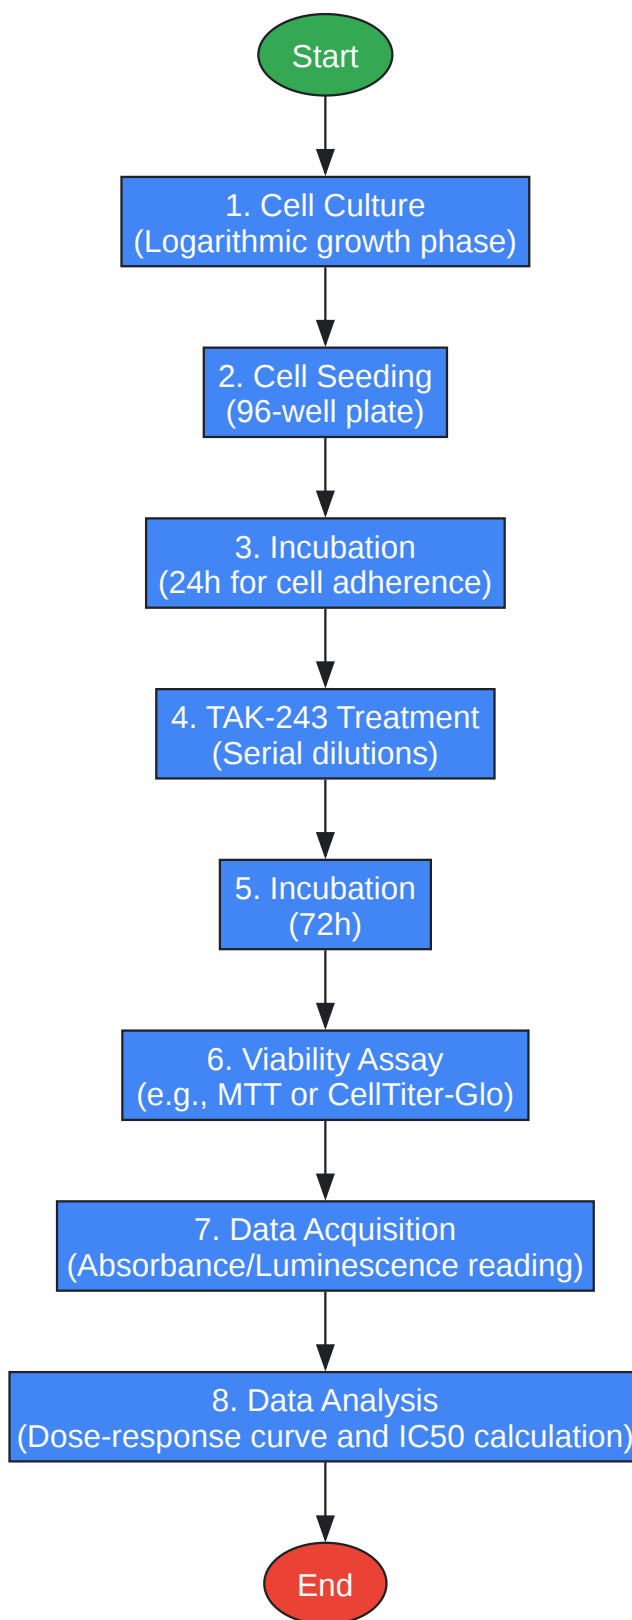 Start
1. Cell Culture
(Logarithmic growth phase)
2. Cell Seeding
(96-well plate)
3. Incubation
(24h for cell adherence)
4. TAK-243 Treatment
(Serial dilutions)
5. Incubation
(72h)
6. Viability Assay
(e.g., MTT or CellTiter-Glo)
7. Data Acquisition
(Absorbance/Luminescence reading)
8. Data Analysis
(Dose-response curve and IC50 calculation)
End